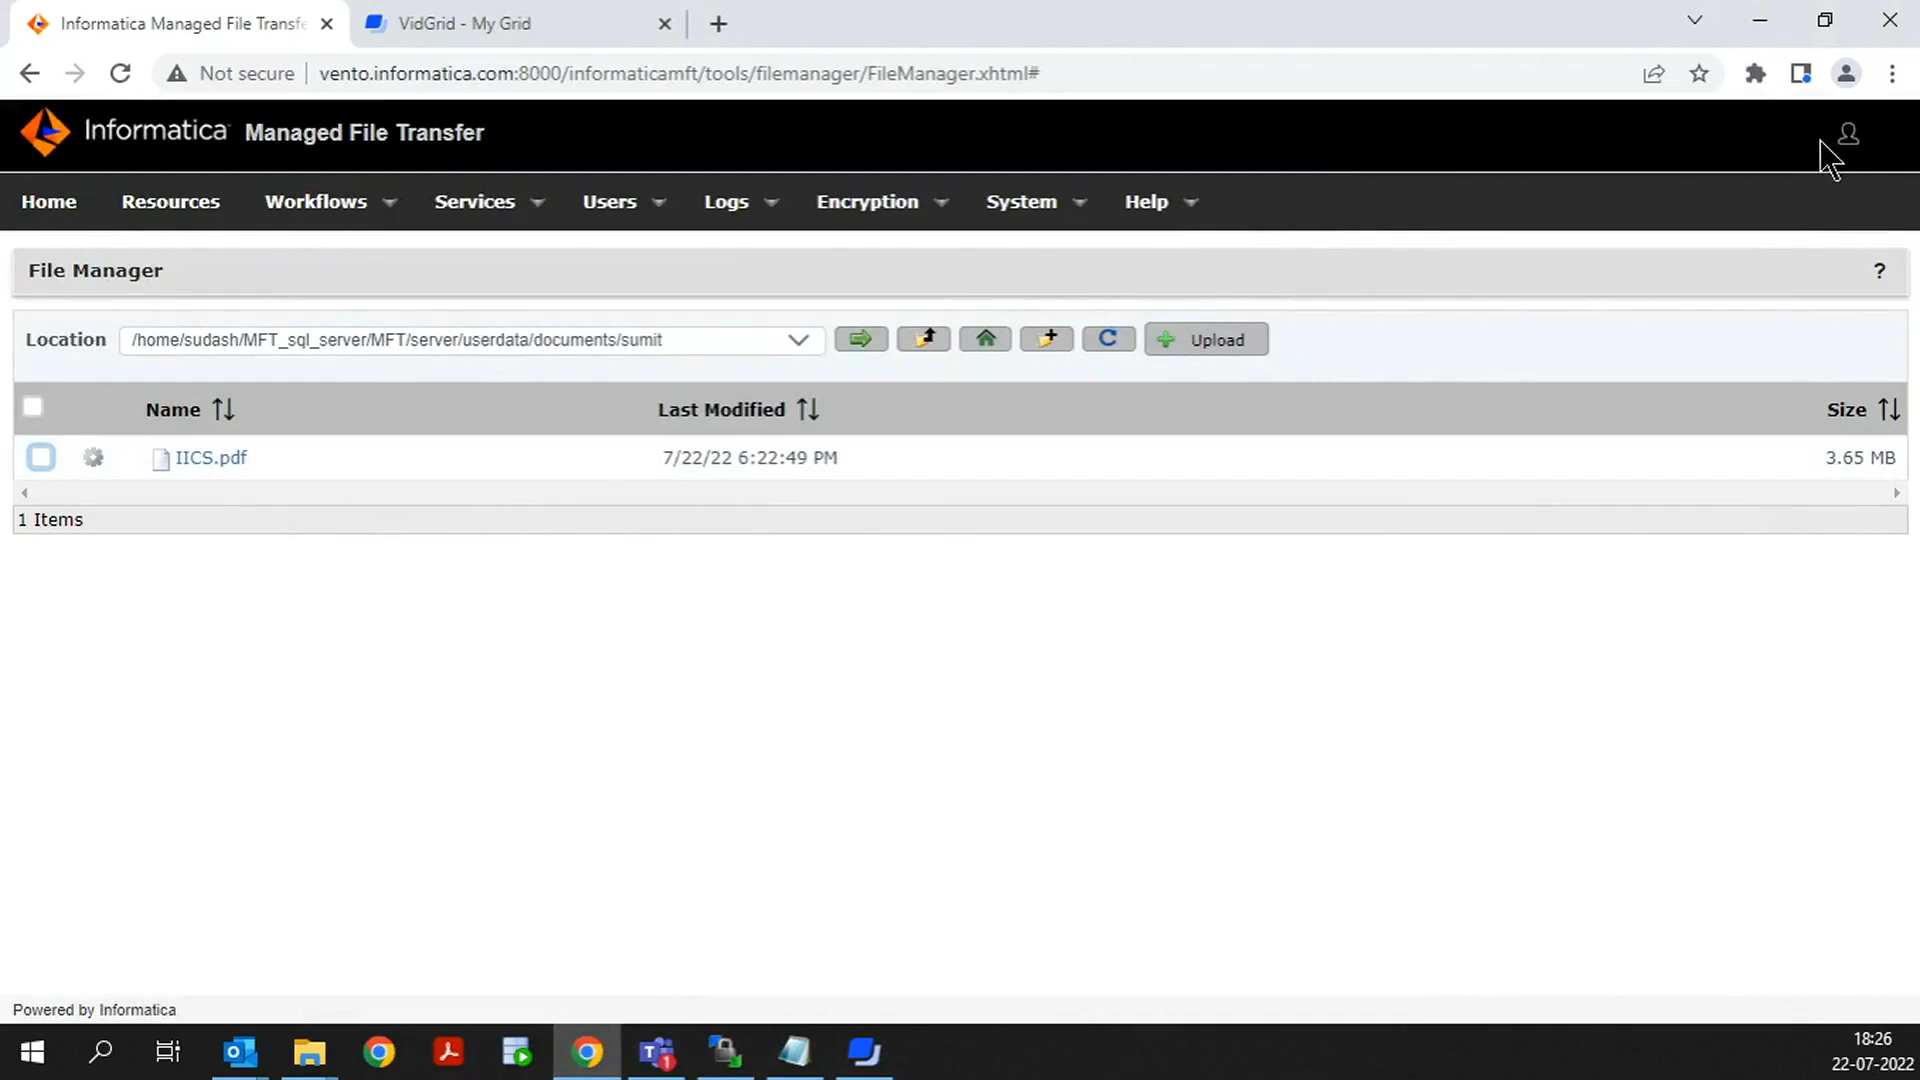 Informatica Managed File Transfe
VidGrid - My Grid
Not secure
vento.informatica.com:8000/informaticamft/tools/filemanager/FileManager.xhtml#
Informatica Managed File Transfer
Home Resources Workflows Services Users Logs Encryption System Help
File Manager ?
Location /home/sudash/MFT_sql_server/MFT/server/userdata/documents/sumit Upload
Name Last Modified Size
IICS.pdf 7/22/22 6:22:49 PM 3.65 MB
1 Items
Powered by Informatica
1
18:26
22-07-2022